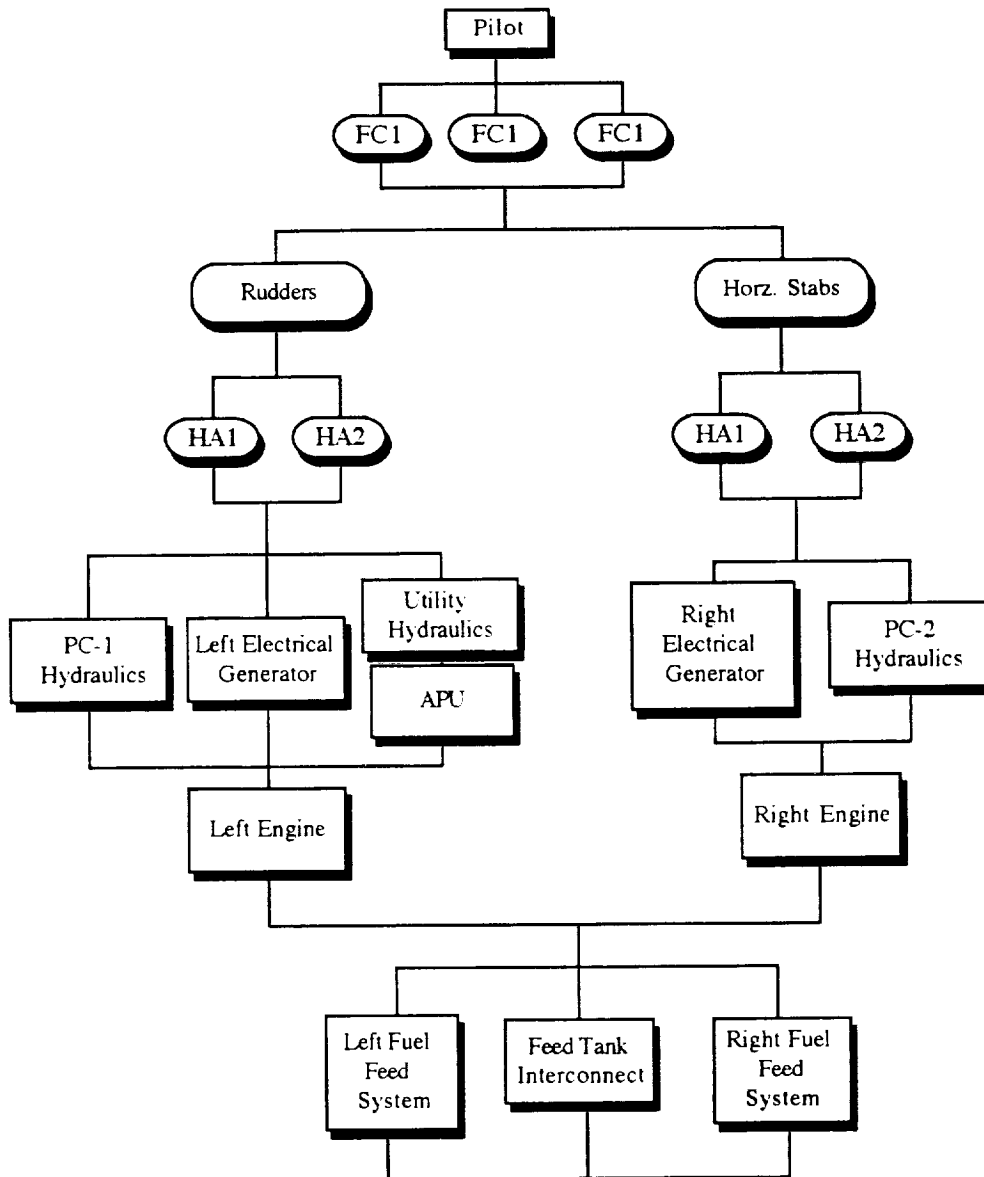 Pilot
FC1
FC1
FC1
Rudders
Horz. Stabs
HA1
HA2
HA1
HA2
PC-1
Hydraulics
Left Electrical
Generator
Utility
Hydraulics
APU
Right
Electrical
Generator
PC-2
Hydraulics
Left Engine
Right Engine
Left Fuel
Feed
System
Feed Tank
Interconnect
Right Fuel
Feed
System